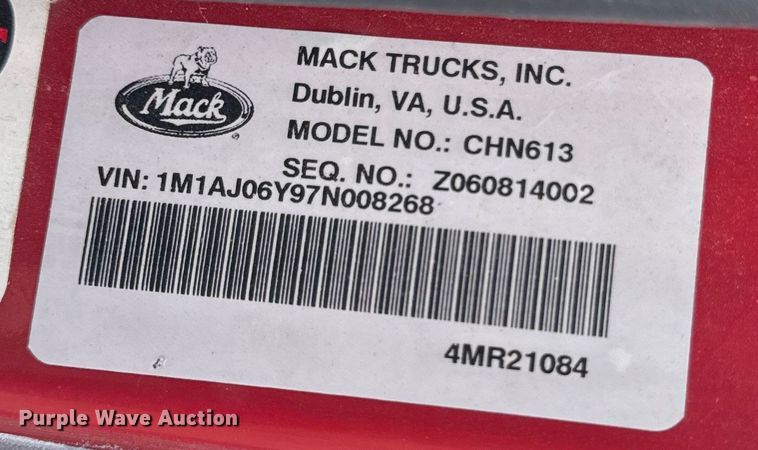 Mack
®
MACK TRUCKS, INC.
Dublin, VA, U.S.A.
MODEL NO.: CHN613
SEQ. NO.: Z060814002
VIN: 1M1AJ06Y97N008268
4MR21084
Purple Wave Auction